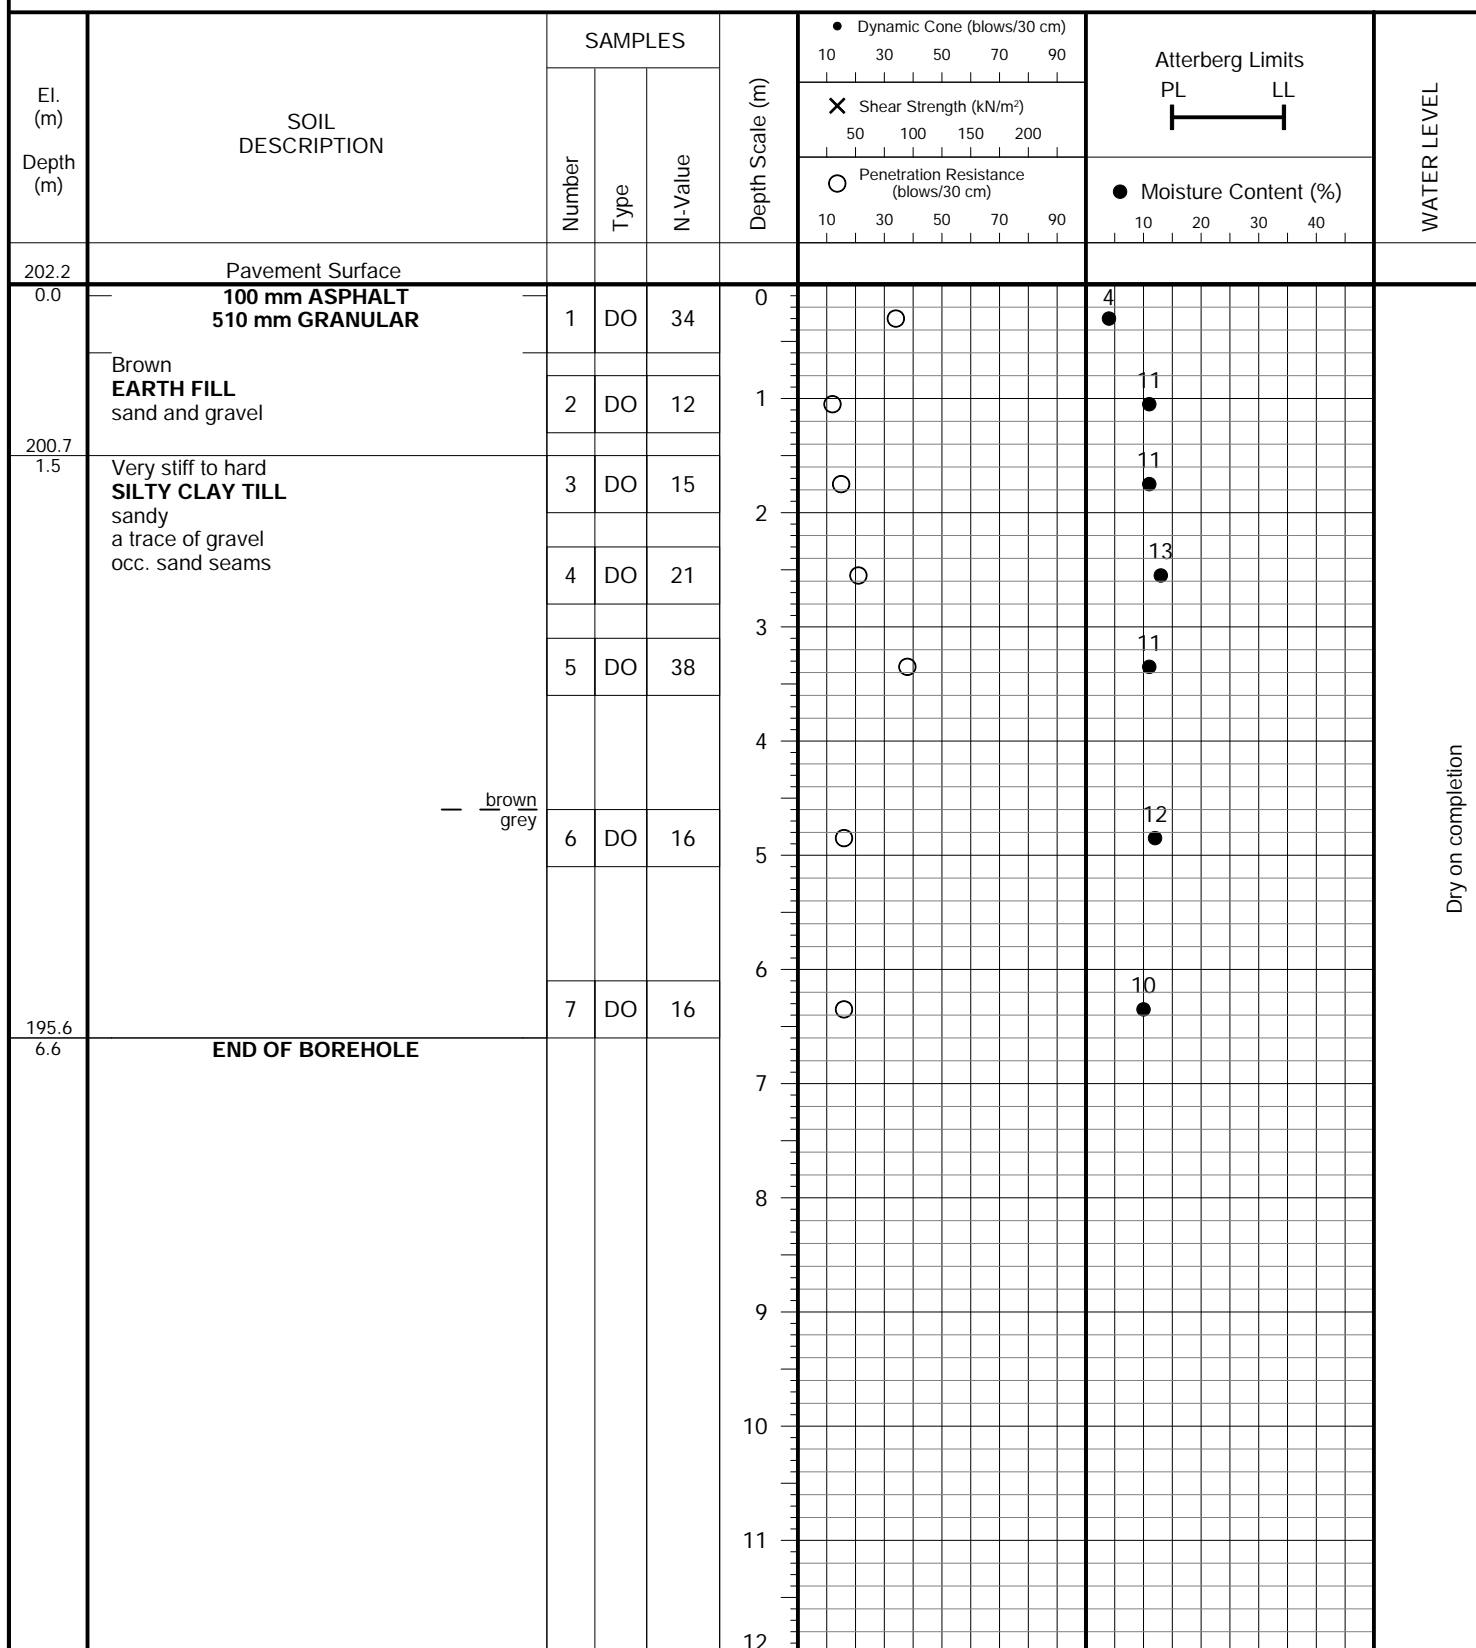 El.
(m)
Depth
(m)
SOIL
DESCRIPTION
SAMPLES
Number
Type
N-Value
Depth Scale (m)
Dynamic Cone (blows/30 cm)
10 30 50 70 90
Shear Strength (kN/m²)
50 100 150 200
Penetration Resistance
(blows/30 cm)
10 30 50 70 90
Atterberg Limits
PL LL
Moisture Content (%)
10 20 30 40
WATER LEVEL
202.2 Pavement Surface
0.0 100 mm ASPHALT 0 4
510 mm GRANULAR 1 DO 34
Brown
EARTH FILL 11
sand and gravel 2 DO 12 1
200.7
1.5 Very stiff to hard 11
SILTY CLAY TILL 3 DO 15
sandy 2
a trace of gravel 13
occ. sand seams 4 DO 21
3 11
5 DO 38
4
brown 12
grey
6 DO 16
5
6 10
7 DO 16
195.6
6.6 END OF BOREHOLE
7
8
9
10
11
12
Dry on completion